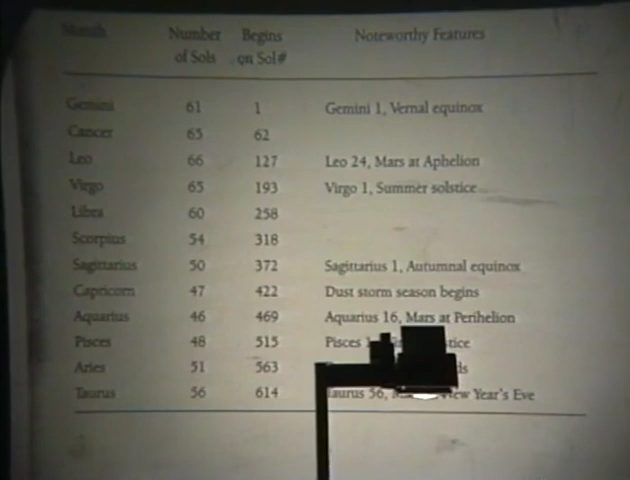 Month Number Begins Noteworthy Features
of Sols on Sol#
Gemini 61 1 Gemini 1, Vernal equinox
Cancer 65 62
Leo 66 127 Leo 24, Mars at Aphelion
Virgo 65 193 Virgo 1, Summer solstice
Libra 60 258
Scorpius 54 318
Sagittarius 50 372 Sagittarius 1, Autumnal equinox
Capricorn 47 422 Dust storm season begins
Aquarius 46 469 Aquarius 16, Mars at Perihelion
Pisces 48 515 Pisces
Aries 51 563
Taurus 56 614 Taurus 56, New Year's Eve